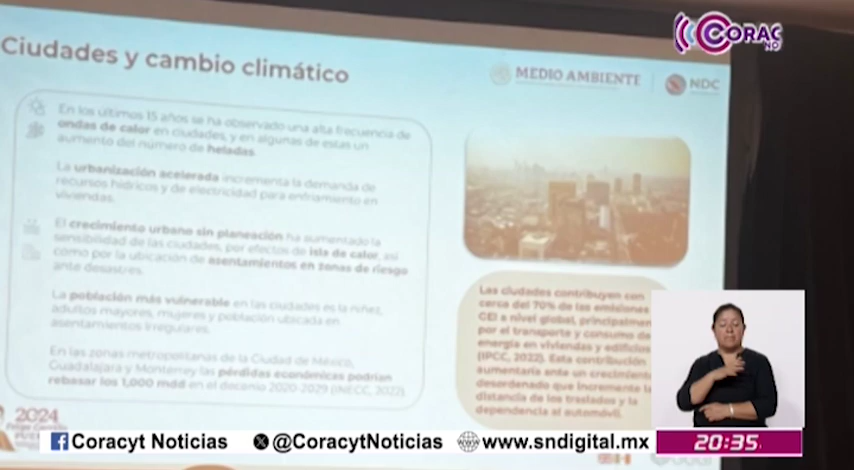 CORAC
NO
Ciudades y cambio climático
MEDIO AMBIENTE
NDC
En los últimos 15 años se ha observado una alta frecuencia de
ondas de calor en ciudades, y en algunas de estas un
aumento del número de heladas.
La urbanización acelerada incrementa la demanda de
recursos hídricos y de electricidad para enfriamiento en
viviendas.
El crecimiento urbano sin planeación ha aumentado la
sensibilidad de las ciudades, por efectos de isla de calor, así
como por la ubicación de asentamientos en zonas de riesgo
ante desastres.
La población más vulnerable en las ciudades es la niñez,
adultos mayores, mujeres y población ubicada en
asentamientos irregulares.
En las zonas metropolitanas de la Ciudad de México,
Guadalajara y Monterrey las pérdidas económicas podrían
rebasar los 1,000 mdd en el decenio 2020-2029 (INECC, 2022)
Las ciudades contribuyen con
cerca del 70% de las emisiones
GEI a nivel global, principalmen
por el transporte y consumo de
energía en viviendas y edificios
(IPCC, 2022). Esta contribución
aumentaría ante un crecimient
desordenado que incremente la
distancia de los traslados y la
dependencia al automóvil.
2024
Felipe Carrillo
PUE
Coracyt Noticias
@CoracytNoticias
www.sndigital.mx
20:35